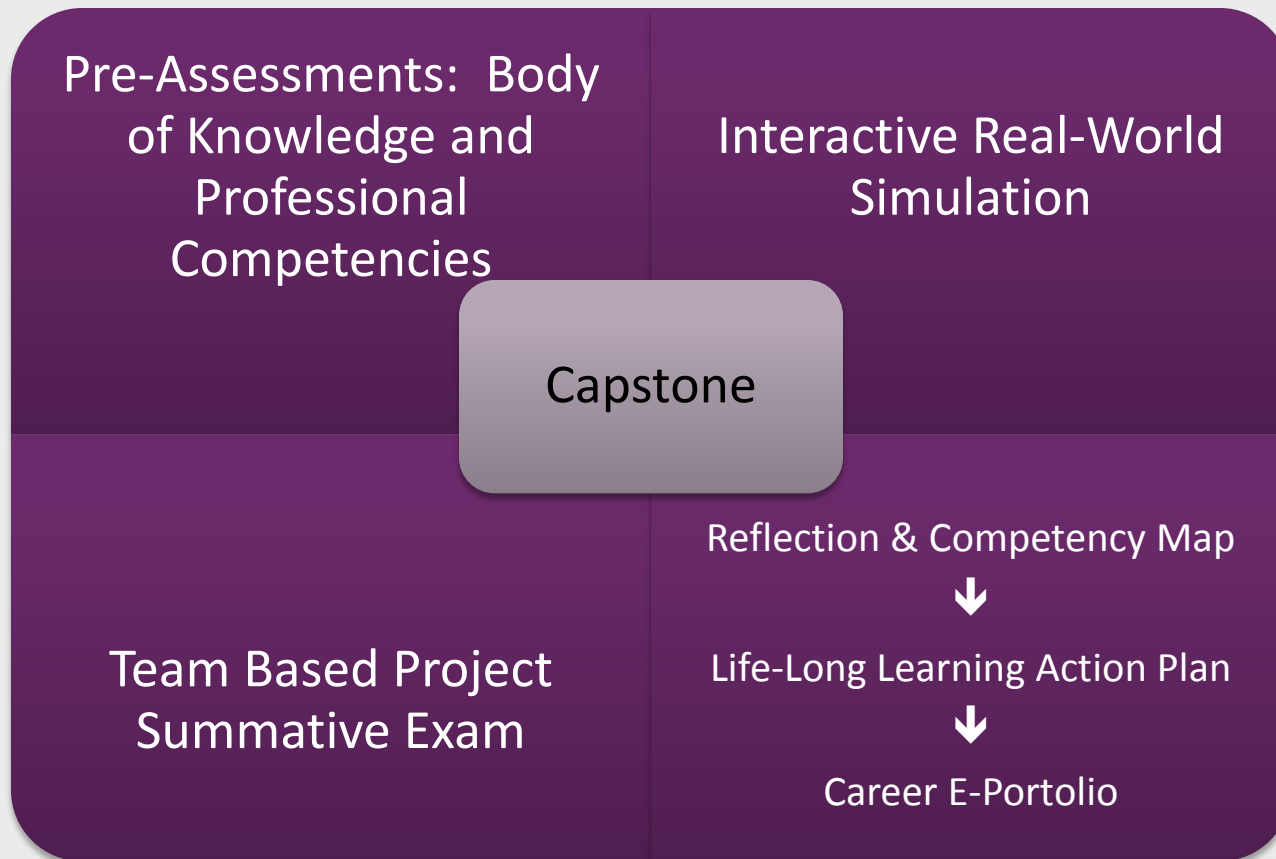 Pre-Assessments:  Body
of Knowledge and
Professional
Competencies
Interactive Real-World
Simulation
Capstone
Team Based Project
Summative Exam
Reflection & Competency Map
🡻
Life-Long Learning Action Plan
🡻
Career E-Portolio